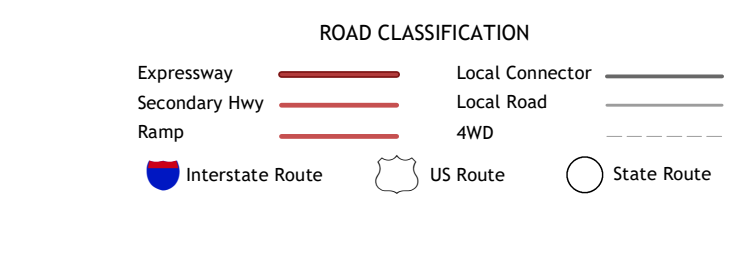 ROAD CLASSIFICATION
Expressway
Local Connector
Secondary Hwy
Local Road
Ramp
4WD
Interstate Route
US Route
State Route